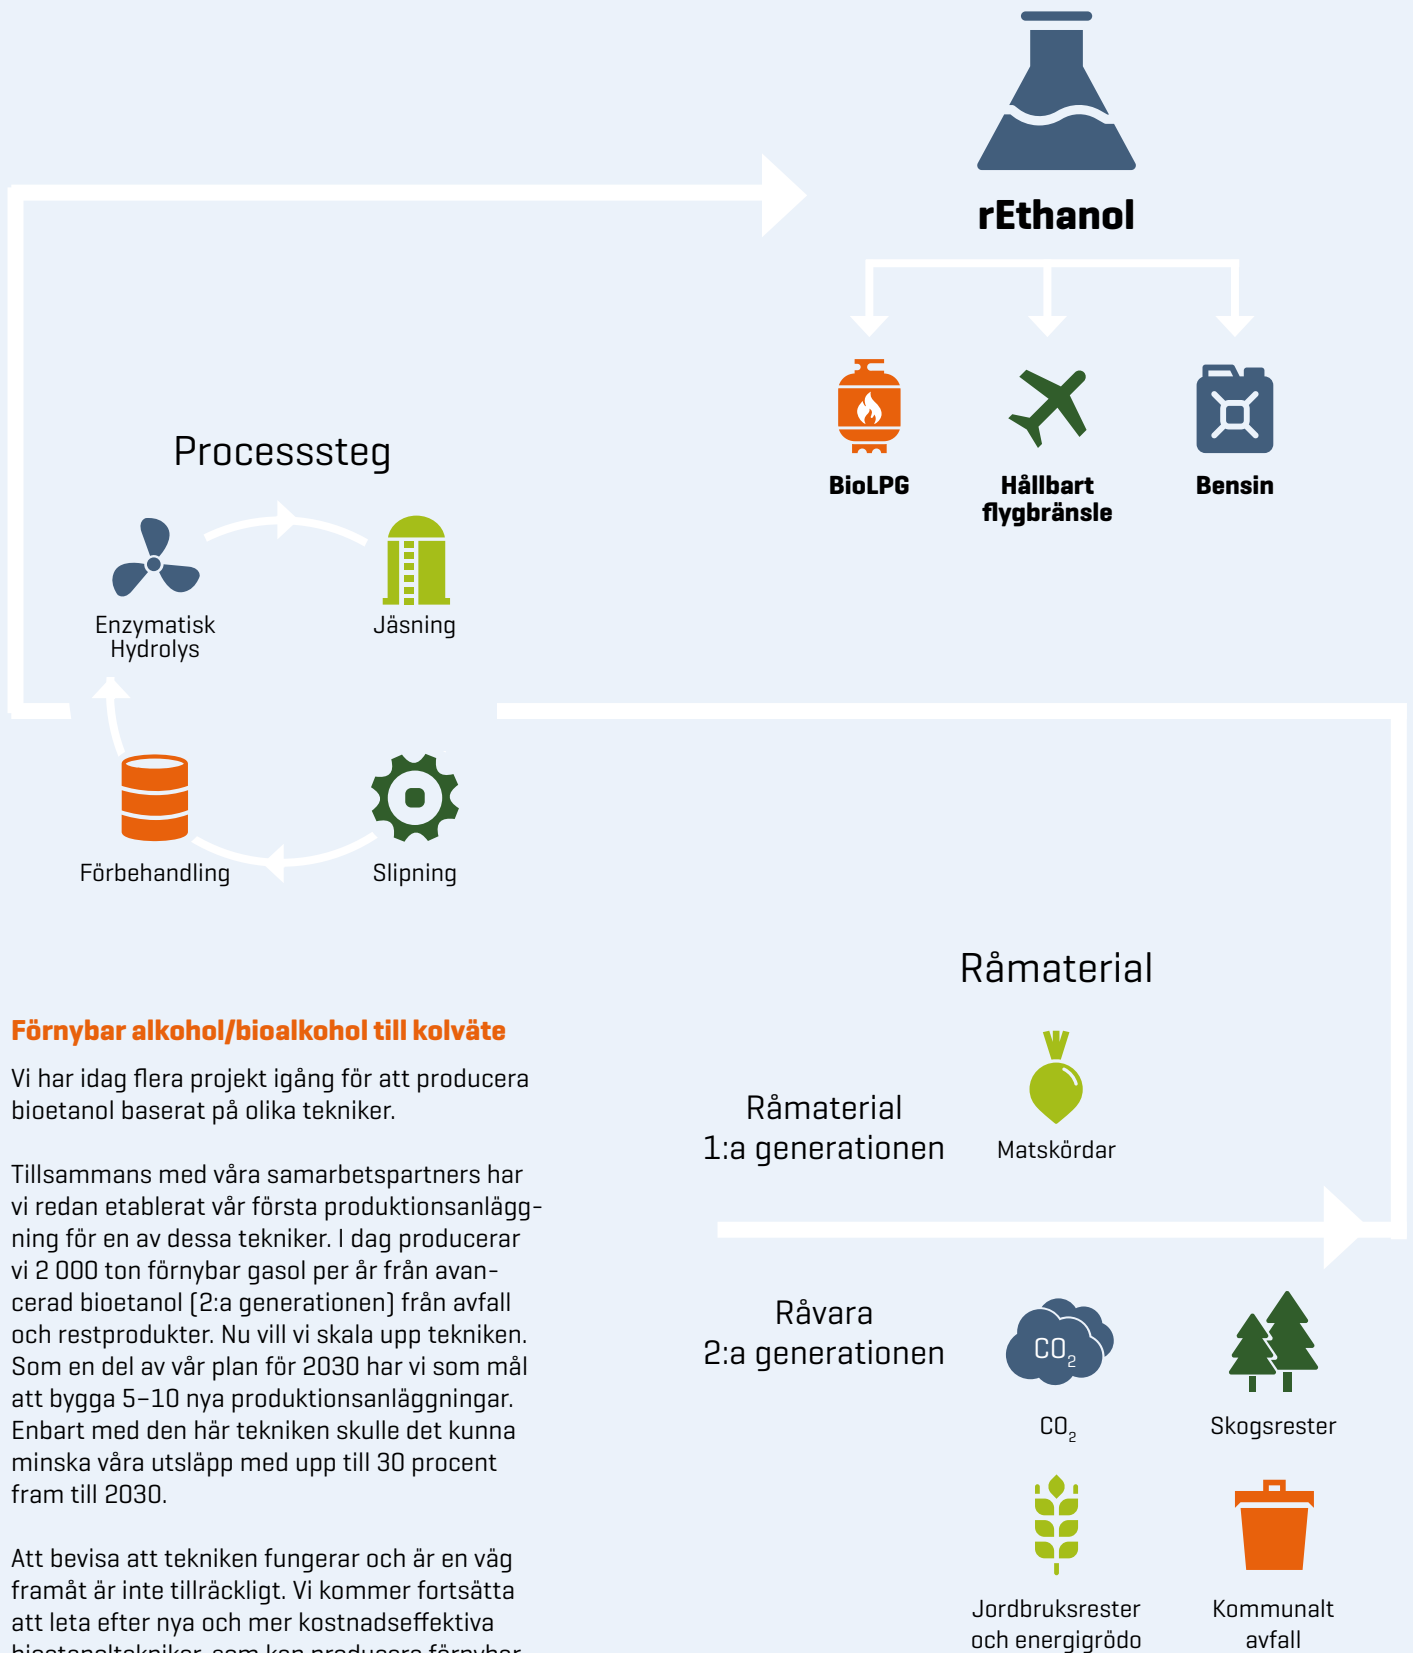 rEthanol
BioLPG
Hållbart
flygbränsle
Bensin
Processsteg
Enzymatisk
Hydrolys
Jäsning
Förbehandling
Slipning
Förnybar alkohol/bioalkohol till kolväte
Vi har idag flera projekt igång för att producera
bioetanol baserat på olika tekniker.
Tillsammans med våra samarbetspartners har
vi redan etablerat vår första produktionsanlägg-
ning för en av dessa tekniker. I dag producerar
vi 2 000 ton förnybar gasol per år från avan-
cerad bioetanol (2:a generationen) från avfall
och restprodukter. Nu vill vi skala upp tekniken.
Som en del av vår plan för 2030 har vi som mål
att bygga 5–10 nya produktionsanläggningar.
Enbart med den här tekniken skulle det kunna
minska våra utsläpp med upp till 30 procent
fram till 2030.
Att bevisa att tekniken fungerar och är en väg
framåt är inte tillräckligt. Vi kommer fortsätta
att leta efter nya och mer kostnadseffektiva
bioetanoltekniker, som kan producera förnybar
Råmaterial
Råmaterial
1:a generationen
Matskördar
Råvara
2:a generationen
CO₂
CO₂
Skogsrester
Jordbruksrester
och energigrödo
Kommunalt
avfall